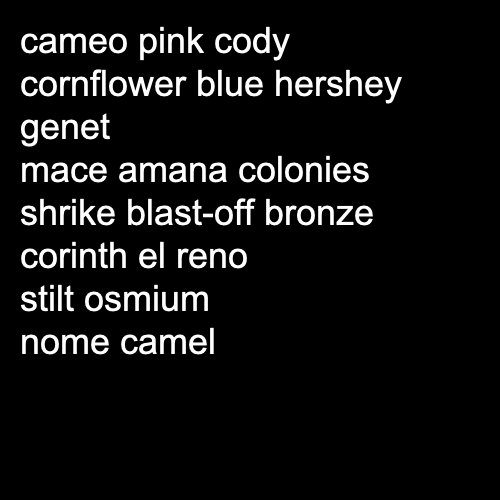 cameo pink cody
cornflower blue hershey
genet
mace amana colonies
shrike blast-off bronze
corinth el reno
stilt osmium
nome camel